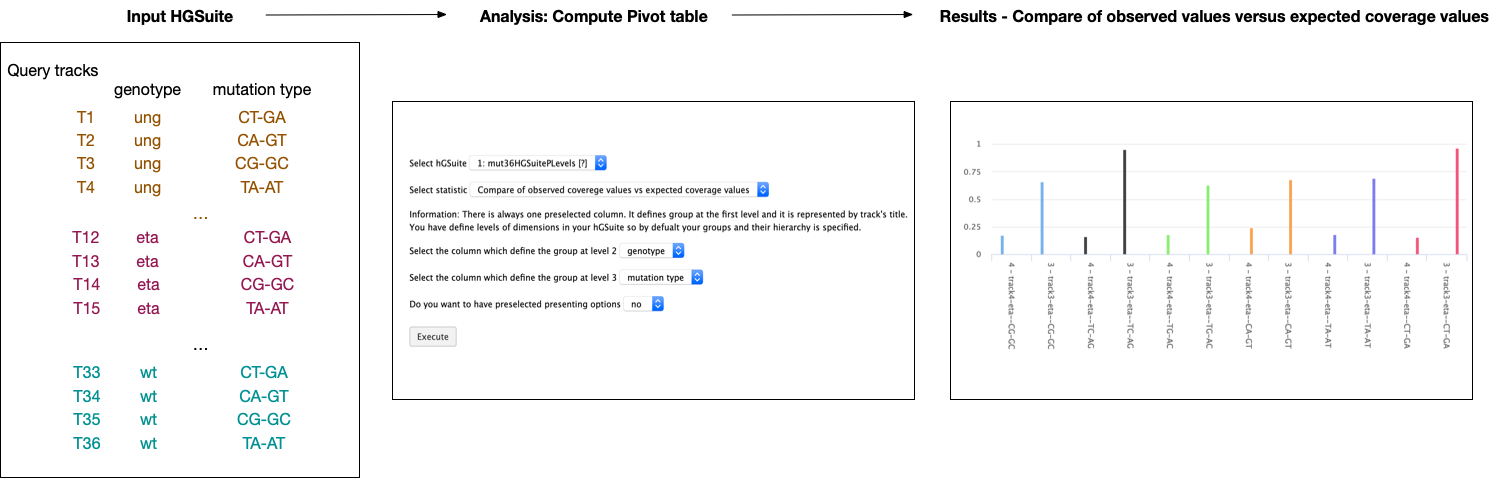 Input HGSuite
Analysis: Compute Pivot table
Results - Compare of observed values versus expected coverage values
Query tracks
genotype mutation type
T1 ung CT-GA
T2 ung CA-GT
T3 ung CG-GC
T4 ung TA-AT
...
T12 eta CT-GA
T13 eta CA-GT
T14 eta CG-GC
T15 eta TA-AT
...
T33 wt CT-GA
T34 wt CA-GT
T35 wt CG-GC
T36 wt TA-AT
Select hGSuite 1: mut36HGSuitePLevels [?]
Select statistic Compare of observed coverege values vs expected coverage values
Information: There is always one preselected column. It defines group at the first level and it is represented by track's title.
You have define levels of dimensions in your hGSuite so by defualt your groups and their hierarchy is specified.
Select the column which define the group at level 2 genotype
Select the column which define the group at level 3 mutation type
Do you want to have preselected presenting options no
Execute
1
0.75
0.5
0.25
0
4 - track4-eta--CG-GC
3 - track3-eta--CG-GC
4 - track4-eta--TC-AG
3 - track3-eta--TC-AG
4 - track4-eta--TG-AC
3 - track3-eta--TG-AC
4 - track4-eta--CA-GT
3 - track3-eta--CA-GT
4 - track4-eta--TA-AT
3 - track3-eta--TA-AT
4 - track4-eta--CT-GA
3 - track3-eta--CT-GA